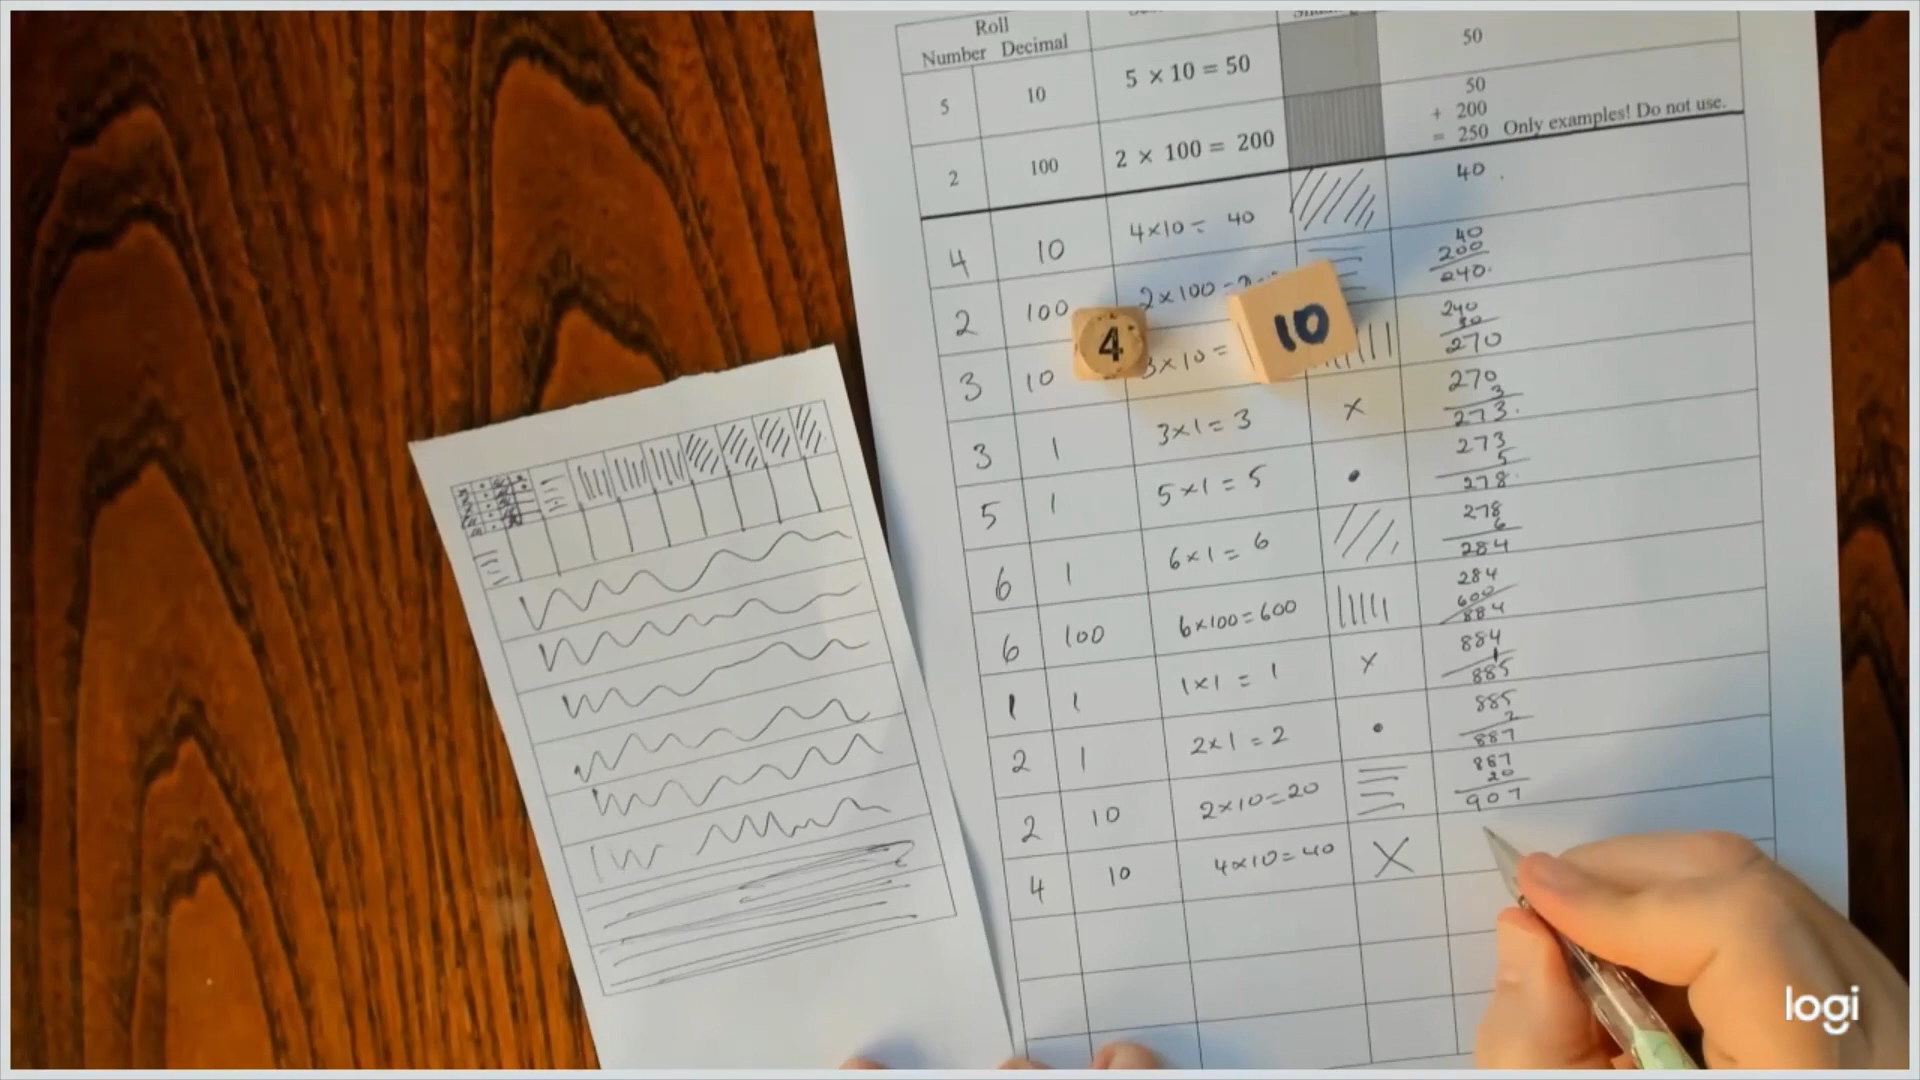 Roll
Number Decimal
5 10 5 × 10 = 50 50
2 100 2 × 100 = 200 50
+ 200
= 250 Only examples! Do not use.
4 10 4×10 = 40 40
2 100 2×100 = 40
200
240
3 10 3×10 = 240
30
270
3 1 3×1 = 3 270
3
273
5 1 5×1 = 5 273
5
278
6 1 6×1 = 6 278
6
284
6 100 6×100=600 284
600
884
1 1 1×1 = 1 884
1
885
2 1 2×1 = 2 885
2
887
2 10 2×10=20 887
20
907
4 10 4×10=40
4
10
logi